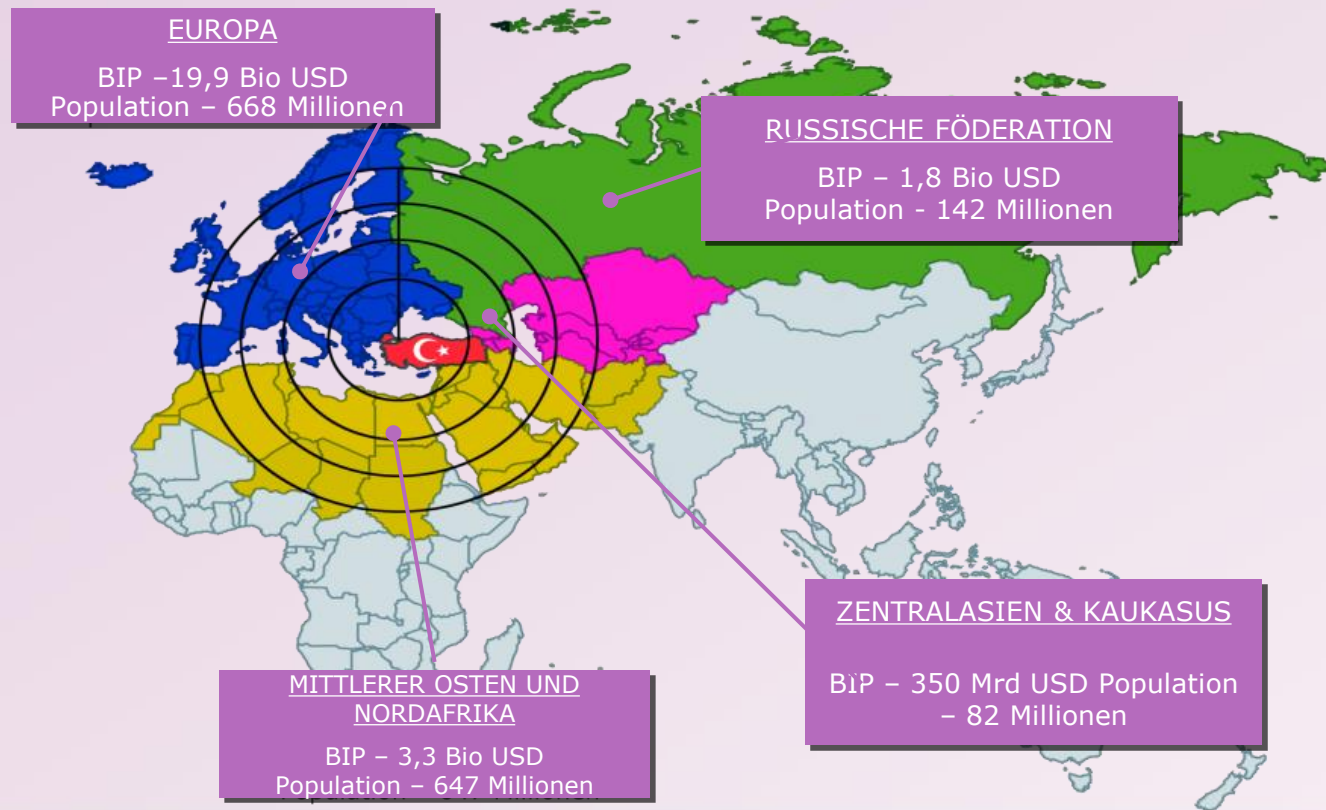 EUROPA
BIP –19,9 Bio USD
Population – 668 Millionen
RUSSISCHE FÖDERATION
BIP – 1,8 Bio USD
Population - 142 Millionen
ZENTRALASIEN & KAUKASUS
BIP – 350 Mrd USD Population
– 82 Millionen
MITTLERER OSTEN UND
NORDAFRIKA
BIP – 3,3 Bio USD
Population – 647 Millionen